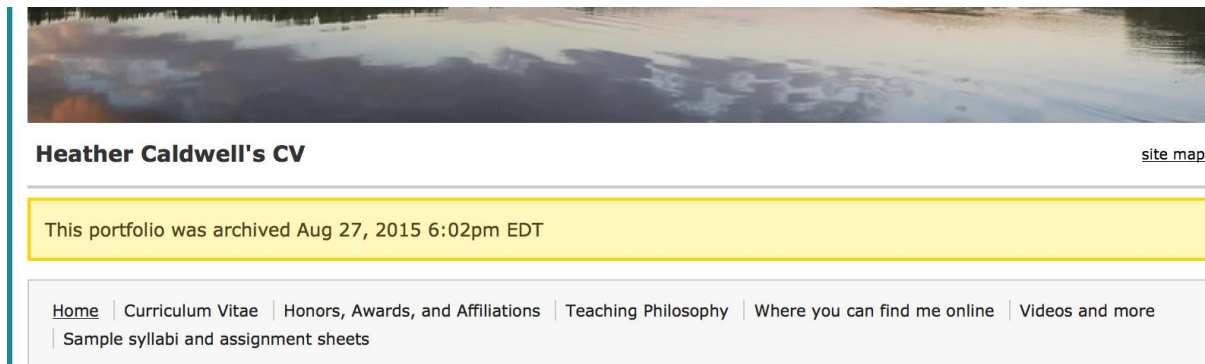 Heather Caldwell's CV
site map
This portfolio was archived Aug 27, 2015 6:02pm EDT
Home Curriculum Vitae Honors, Awards, and Affiliations Teaching Philosophy Where you can find me online Videos and more
Sample syllabi and assignment sheets